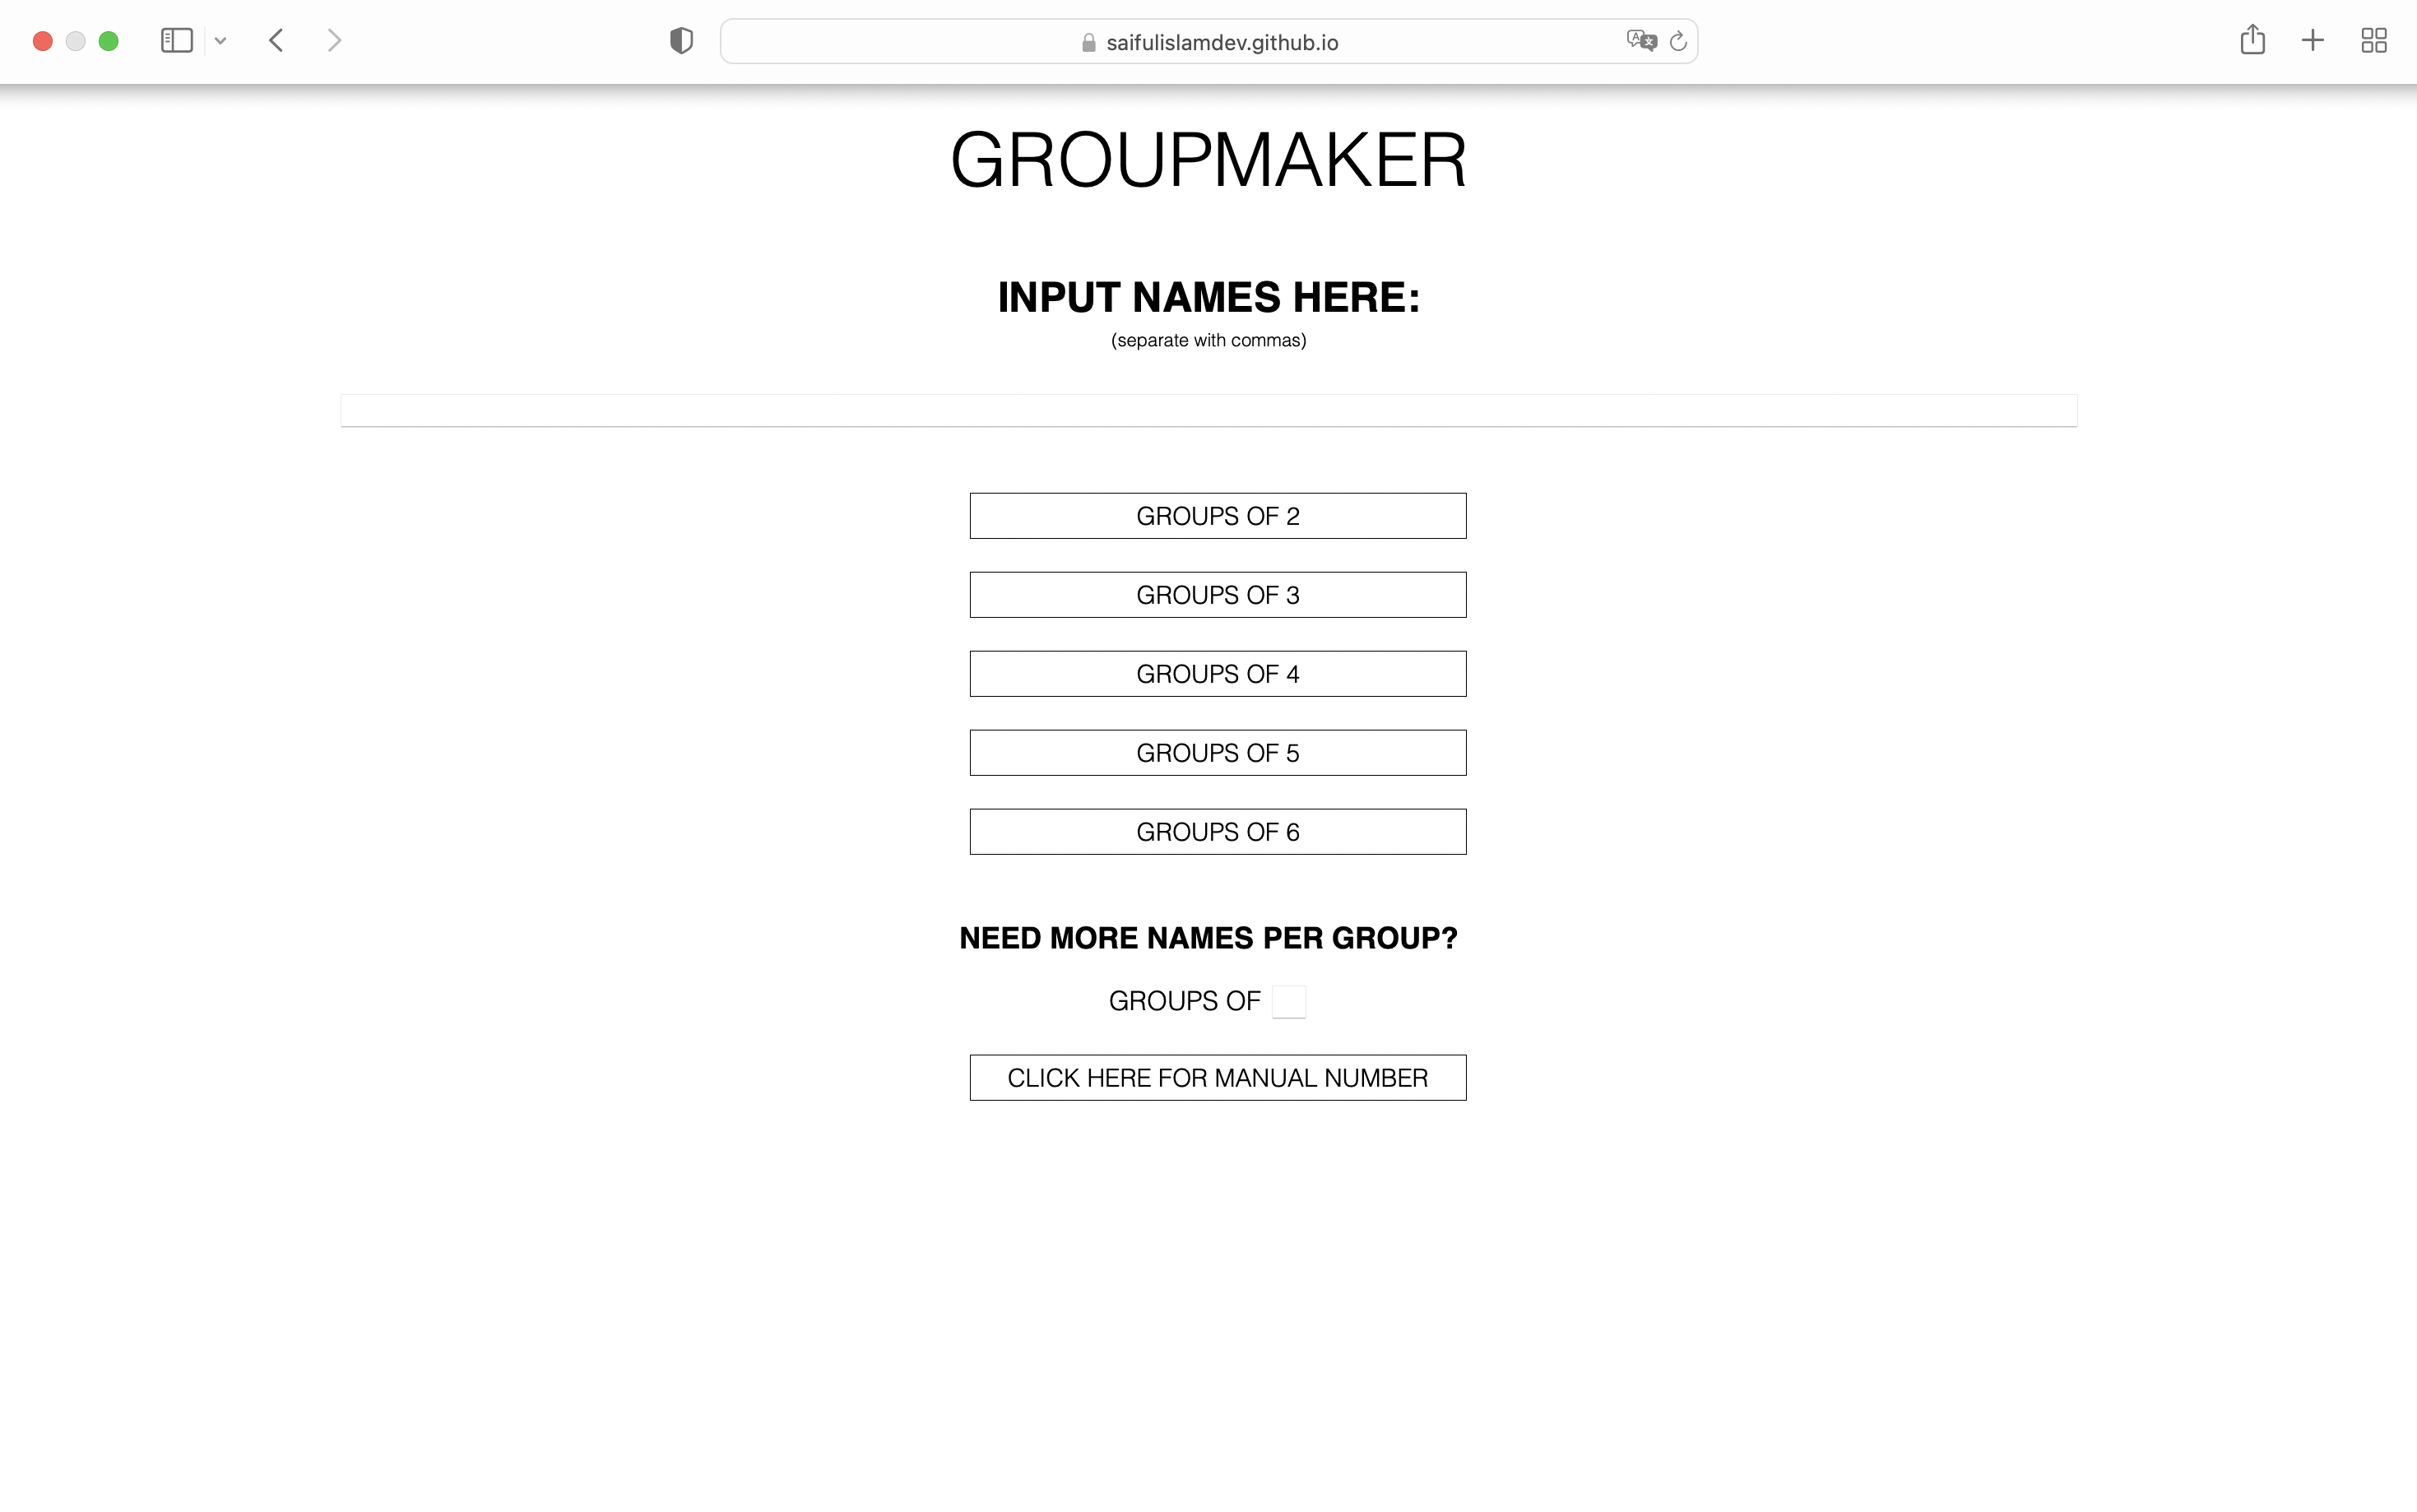 saifulislamdev.github.io
GROUPMAKER
INPUT NAMES HERE:
(separate with commas)
GROUPS OF 2
GROUPS OF 3
GROUPS OF 4
GROUPS OF 5
GROUPS OF 6
NEED MORE NAMES PER GROUP?
GROUPS OF
CLICK HERE FOR MANUAL NUMBER